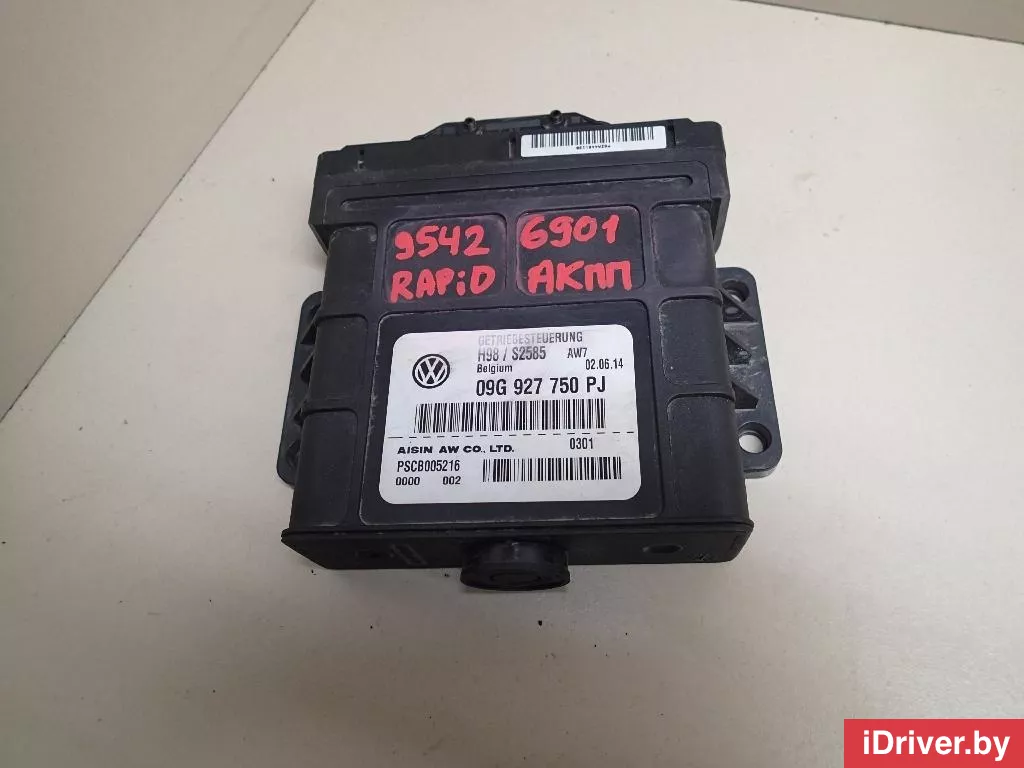 9542 6901
RAPiD АКПП
GETRIEBESTEUERUNG
H98 / S2585 AW7
Belgium 02.06.14
09G 927 750 PJ
AISIN AW CO., LTD. 0301
PSCB005216
0000 002
iDriver.by